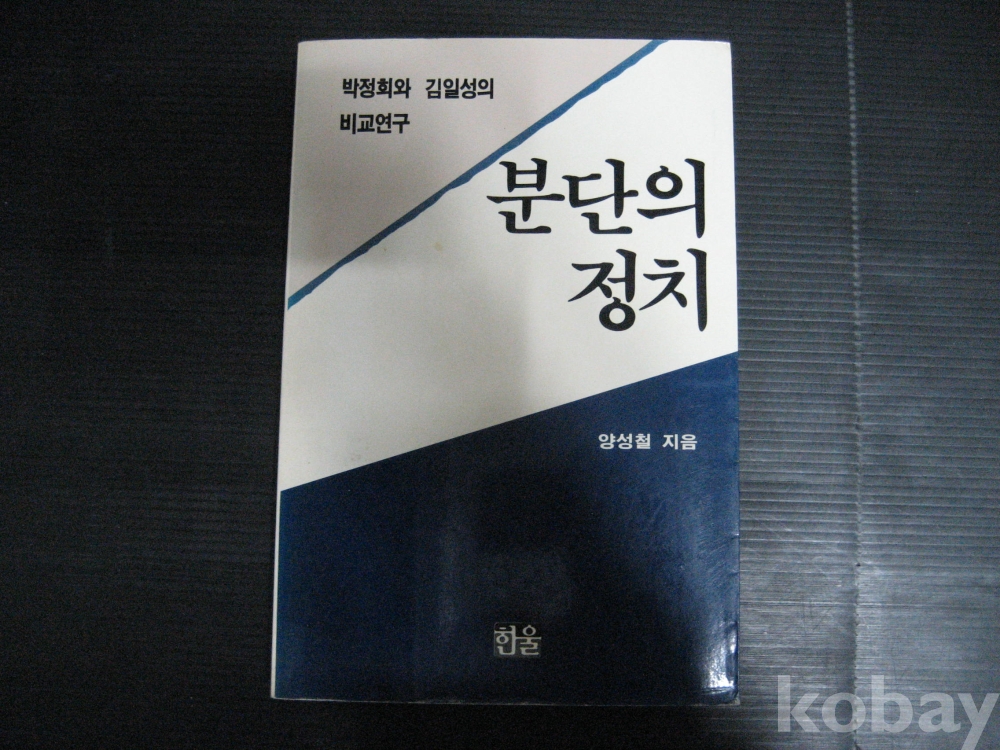 박정희와 김일성의
비교연구
분단의
정치
양성철 지음
한울
kobay